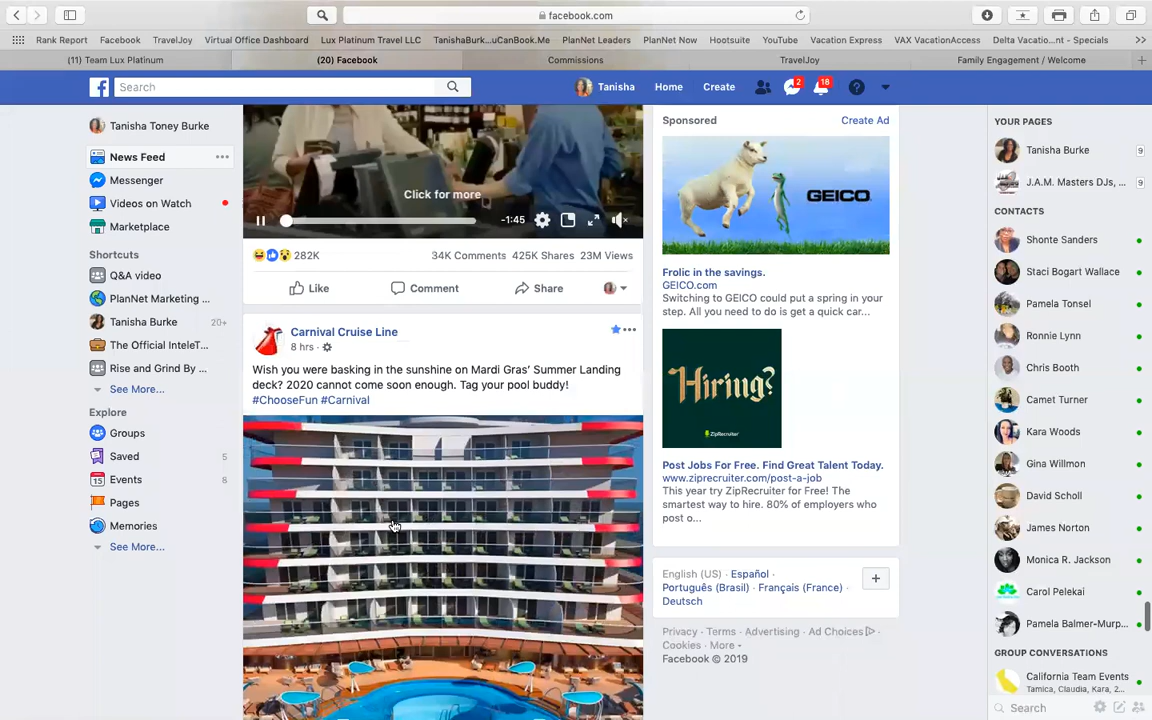 facebook.com
Rank Report Facebook TravelJoy Virtual Office Dashboard Lux Platinum Travel LLC TanishaBurk...uCanBook.Me PlanNet Leaders PlanNet Now Hootsuite YouTube Vacation Express VAX VacationAccess Delta Vacatio...nt - Specials
(11) Team Lux Platinum (20) Facebook Commissions TravelJoy Family Engagement / Welcome
Search Tanisha Home Create 2 18
Tanisha Toney Burke
News Feed
Messenger
Videos on Watch
Marketplace
Shortcuts
Q&A video
PlanNet Marketing ...
Tanisha Burke 20+
The Official InteleT...
Rise and Grind By ...
See More...
Explore
Groups
Saved 5
Events 8
Pages
Memories
See More...
Click for more
-1:45
282K 34K Comments 425K Shares 23M Views
Like Comment Share
Carnival Cruise Line
8 hrs ·
Wish you were basking in the sunshine on Mardi Gras' Summer Landing
deck? 2020 cannot come soon enough. Tag your pool buddy!
#ChooseFun #Carnival
Sponsored Create Ad
GEICO
Frolic in the savings.
GEICO.com
Switching to GEICO could put a spring in your
step. All you need to do is get a quick car...
Hiring?
ZipRecruiter
Post Jobs For Free. Find Great Talent Today.
www.ziprecruiter.com/post-a-job
This year try ZipRecruiter for Free! The
smartest way to hire. 80% of employers who
post o...
English (US) · Español ·
Português (Brasil) · Français (France) ·
Deutsch
Privacy · Terms · Advertising · Ad Choices ·
Cookies · More
Facebook © 2019
YOUR PAGES
Tanisha Burke 9
J.A.M. Masters DJs, ... 9
CONTACTS
Shonte Sanders
Staci Bogart Wallace
Pamela Tonsel
Ronnie Lynn
Chris Booth
Camet Turner
Kara Woods
Gina Willmon
David Scholl
James Norton
Monica R. Jackson
Carol Pelekai
Pamela Balmer-Murp...
GROUP CONVERSATIONS
California Team Events
Tamica, Claudia, Kara, 2...
Search